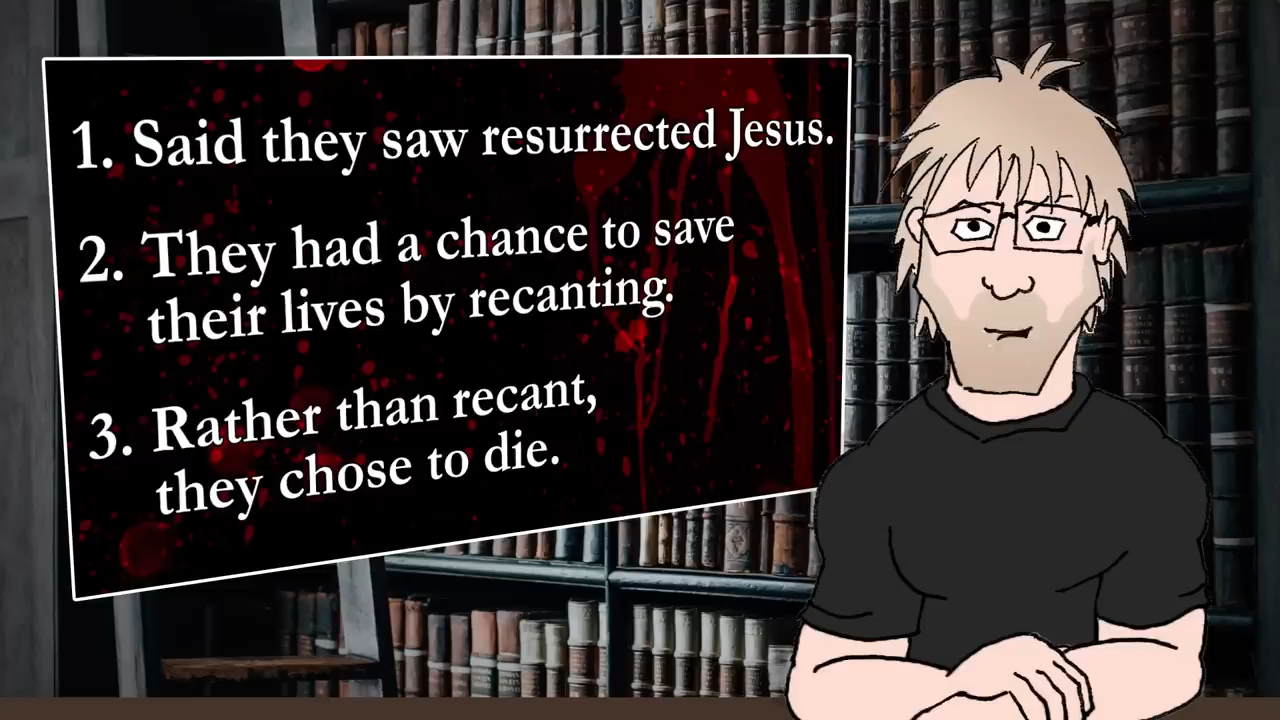 1. Said they saw resurrected Jesus.
2. They had a chance to save
their lives by recanting.
3. Rather than recant,
they chose to die.